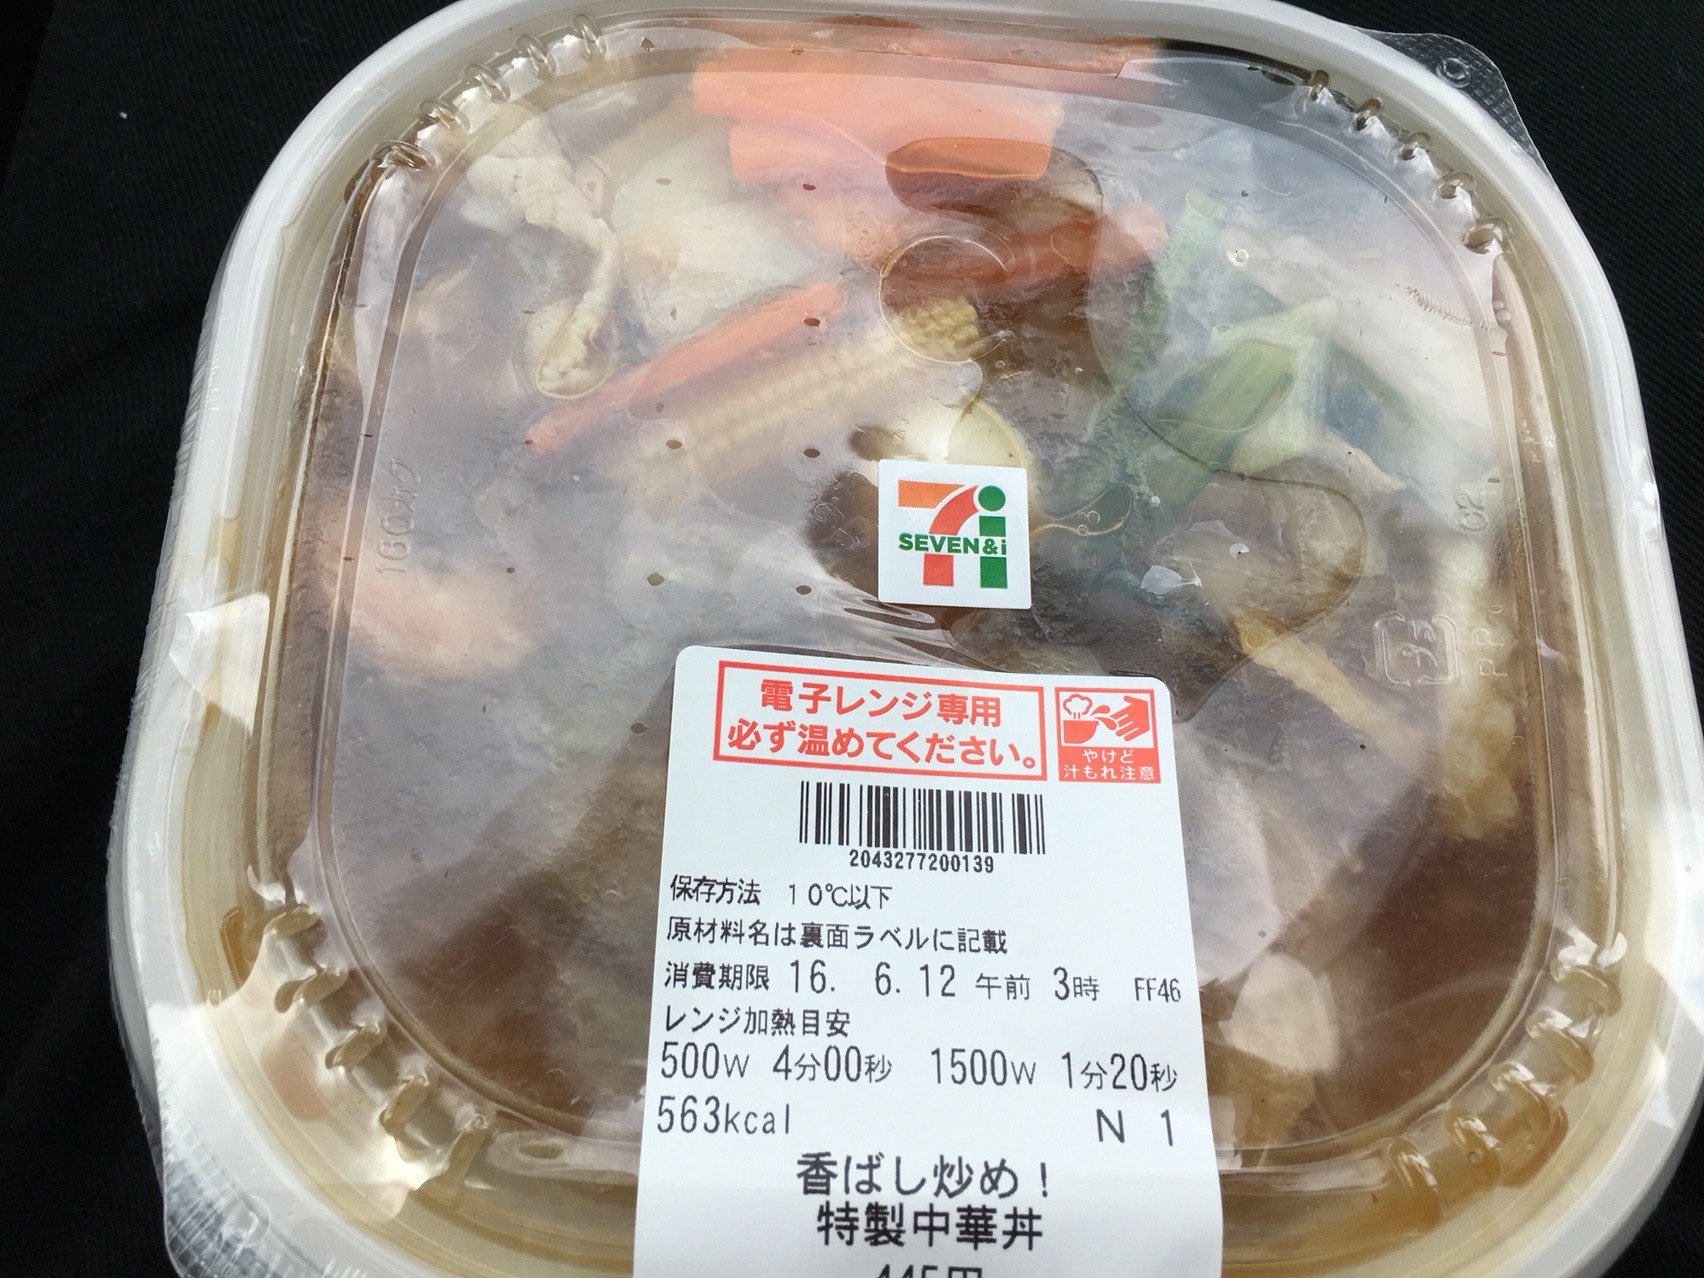 SEVEN&i
電子レンジ専用
必ず温めてください。
やけど
汁もれ注意
2043277200139
保存方法 10℃以下
原材料名は裏面ラベルに記載
消費期限 16. 6.12 午前 3時 FF46
レンジ加熱目安
500W 4分00秒 1500W 1分20秒
563kcal N 1
香ばし炒め！
特製中華丼